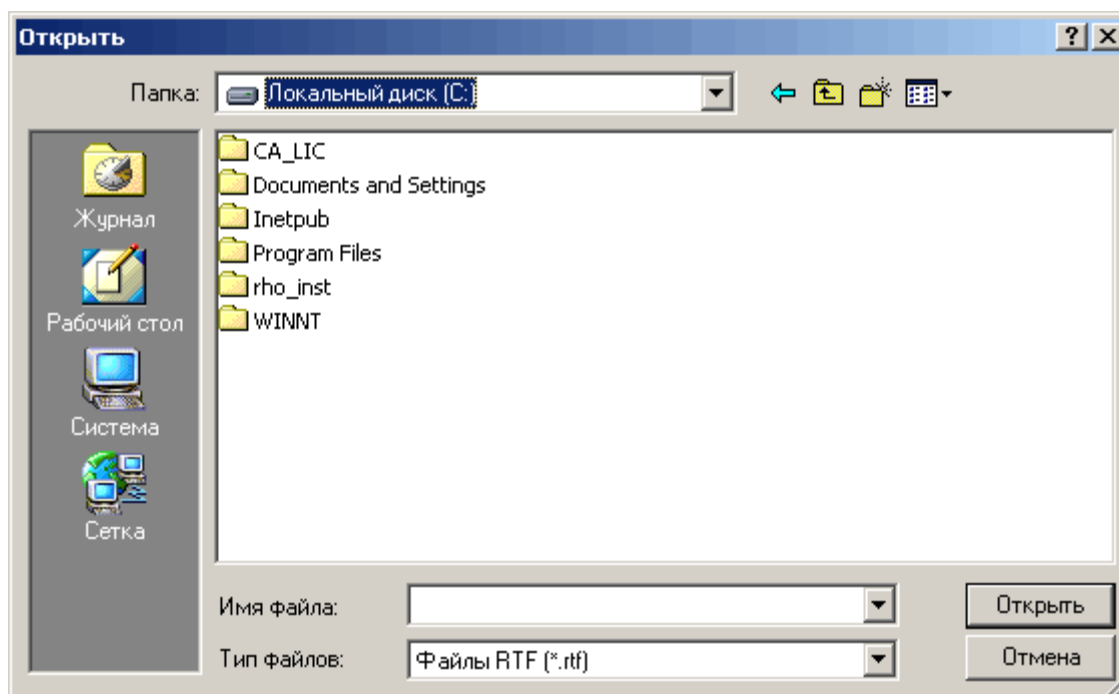 Открыть
Папка: Локальный диск (C:)
Журнал
Рабочий стол
Система
Сетка
CA_LIC
Documents and Settings
Inetpub
Program Files
rho_inst
WINNT
Имя файла:
Открыть
Тип файлов: Файлы RTF (*.rtf)
Отмена